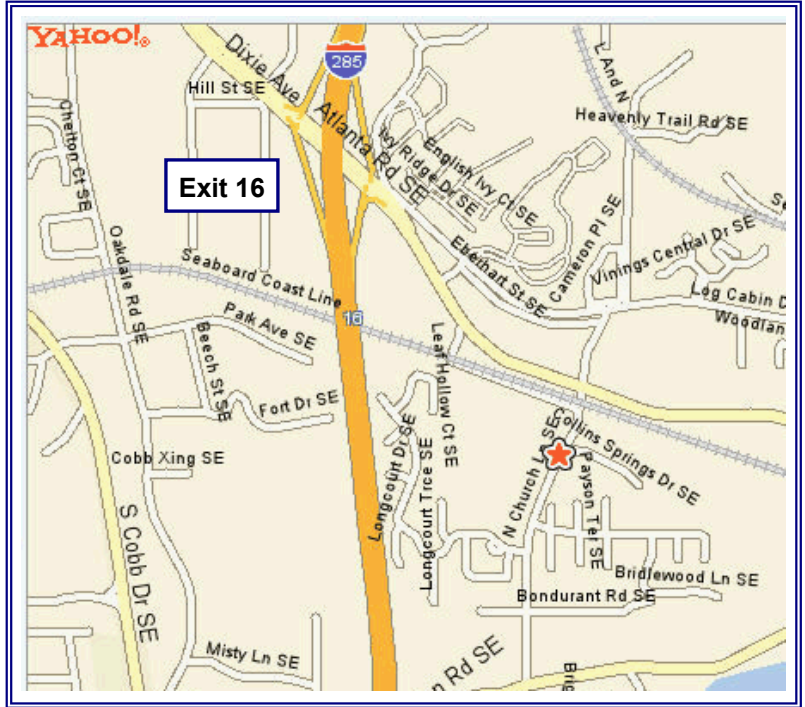 YAHOO!®
285
Dixie Ave
Atlanta Rd SE
Hill St SE
L And N
Heavenly Trail Rd SE
Chelton Ct SE
Exit 16
English Ivy Ct SE
Ivy Ridge Dr SE
Oakdale Rd SE
Seaboard Coast Line
Eberhart St SE
Cameron Pl SE
Vinings Central Dr SE
Log Cabin D
Woodlan
16
Park Ave SE
Beech St SE
Leaf Hollow Ct SE
Fort Dr SE
Cobb Xing SE
Longcourt Dr SE
Longcourt Trce SE
N Church L SE
Collins Springs Dr SE
Payson Ter SE
S Cobb Dr SE
Bridlewood Ln SE
Bondurant Rd SE
Misty Ln SE
n Rd SE
Brig